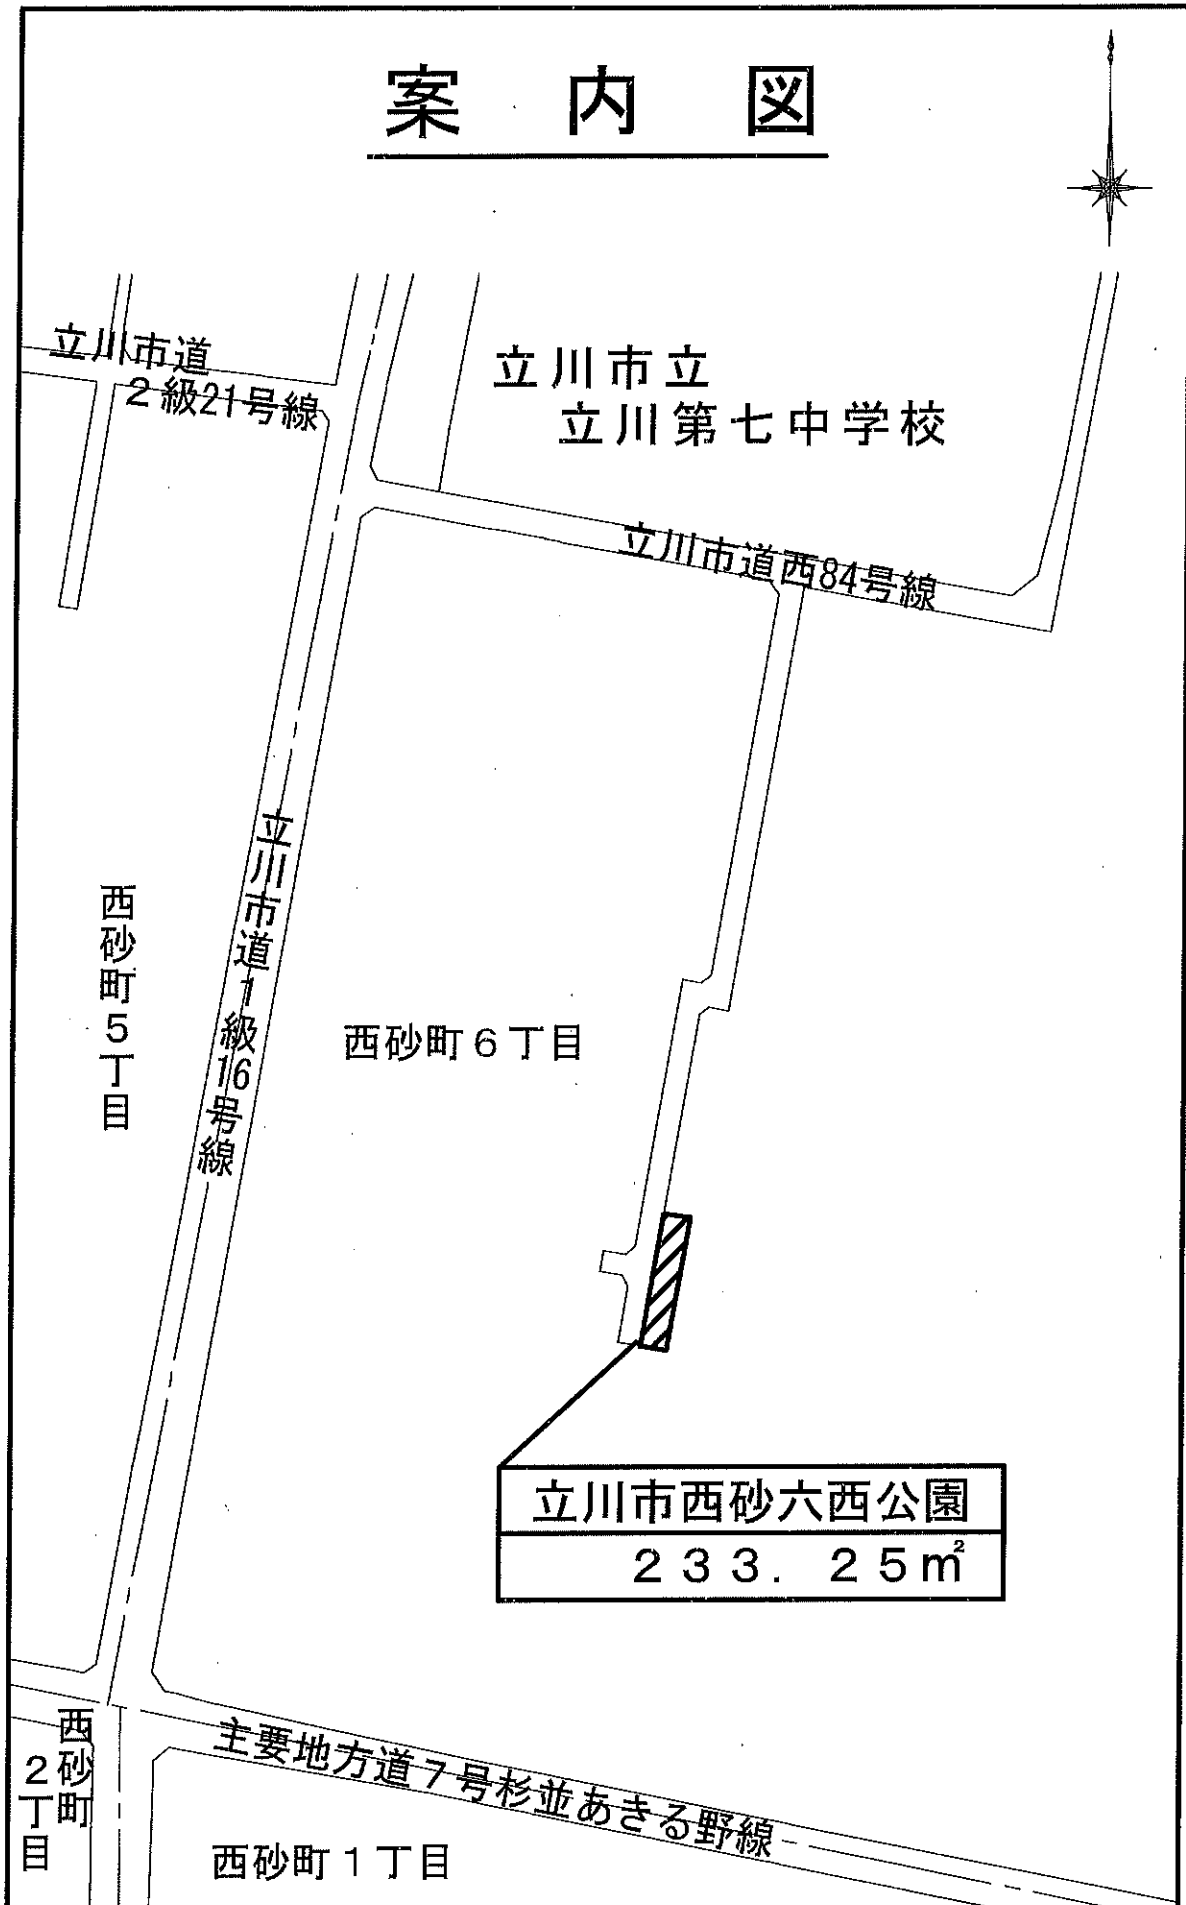 案内図
立川市道
2級21号線
立川市立
立川第七中学校
立川市道西84号線
立川市道1級16号線
西砂町5丁目
西砂町6丁目
立川市西砂六西公園
233.25㎡
西砂町
2丁目
主要地方道7号杉並あきる野線
西砂町1丁目